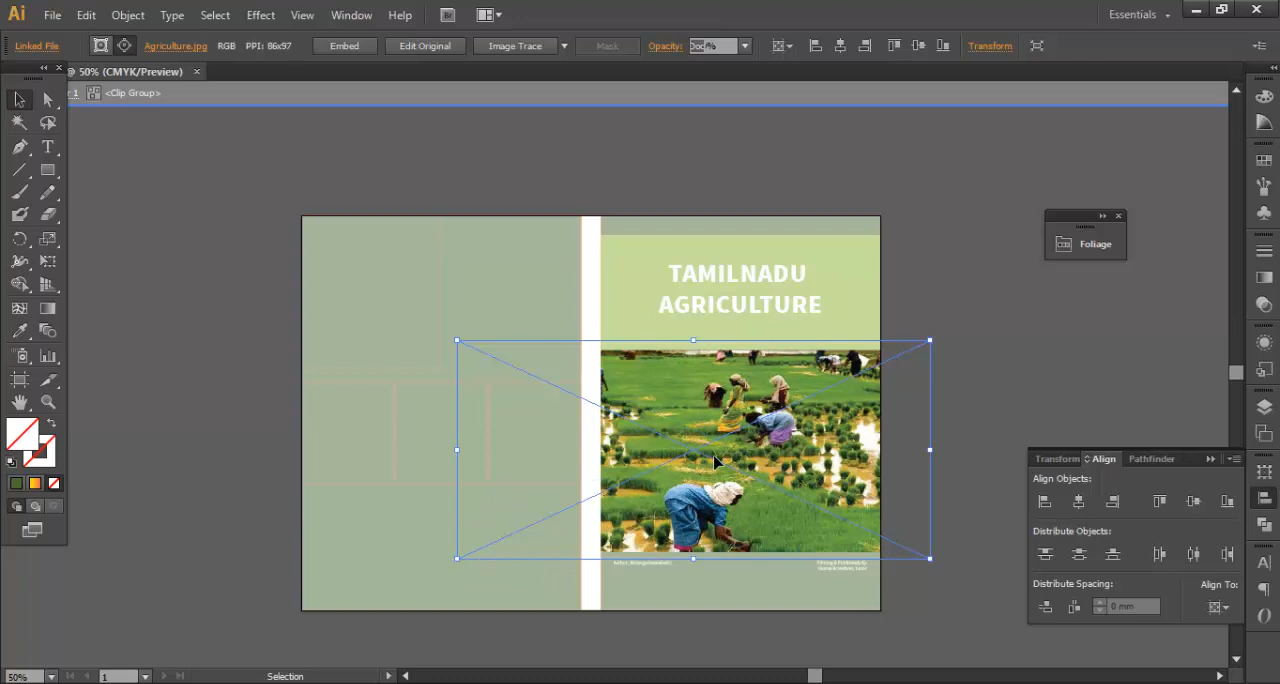 Ai File Edit Object Type Select Effect View Window Help Br Essentials
Linked File Agriculture.jpg RGB PPI: 86x97 Embed Edit Original Image Trace Mask Opacity: Transform
@ 50% (CMYK/Preview) ×
1 <Clip Group>
TAMILNADU
AGRICULTURE
Foliage
Transform Align Pathfinder
Align Objects:
Distribute Objects:
Distribute Spacing: Align To:
0 mm
50% 1 Selection